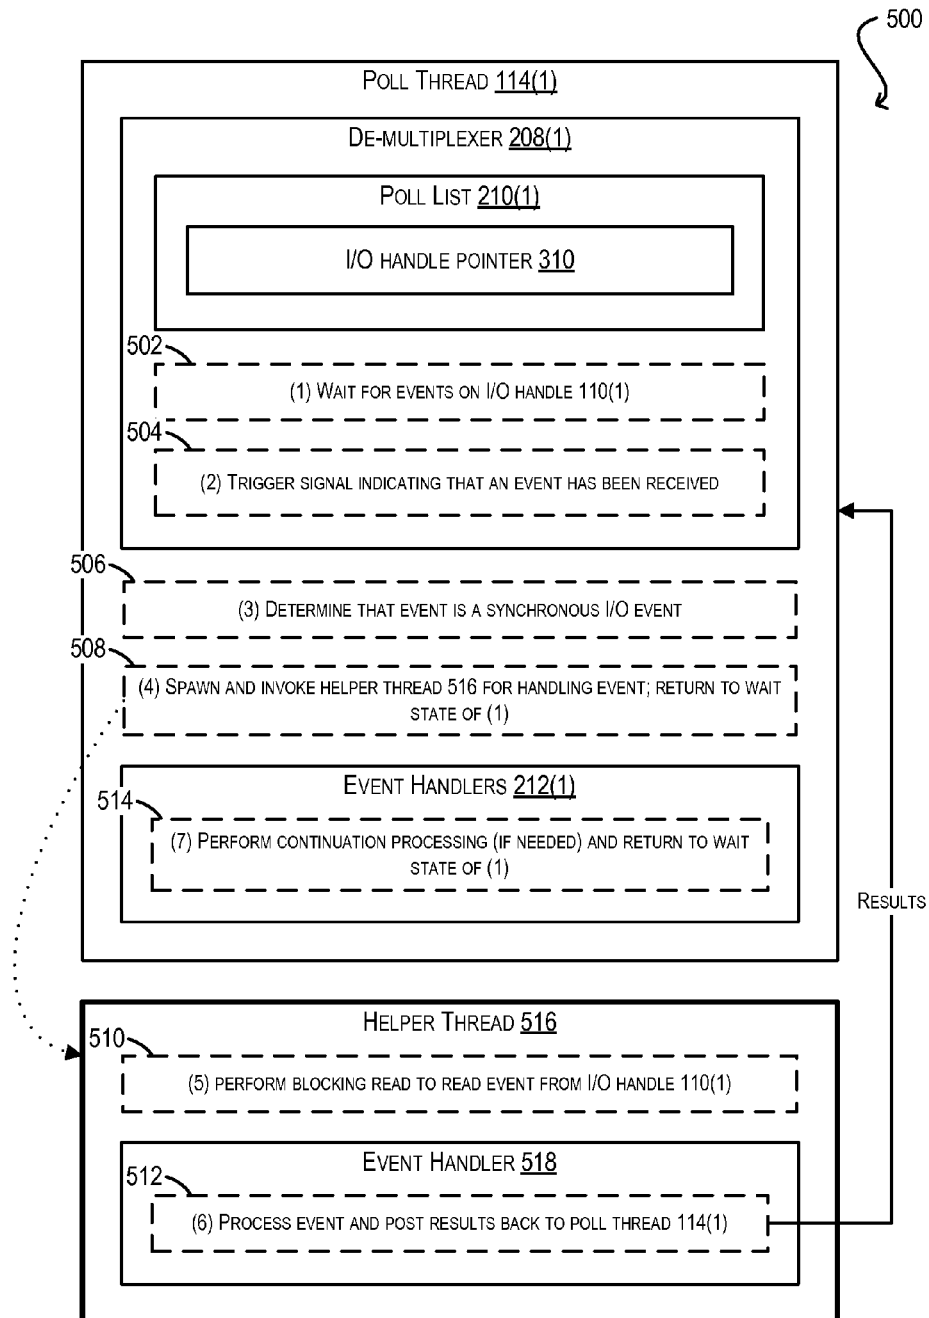 500
POLL THREAD 114(1)
DE-MULTIPLEXER 208(1)
POLL LIST 210(1)
I/O HANDLE POINTER 310
502
(1) WAIT FOR EVENTS ON I/O HANDLE 110(1)
504
(2) TRIGGER SIGNAL INDICATING THAT AN EVENT HAS BEEN RECEIVED
506
(3) DETERMINE THAT EVENT IS A SYNCHRONOUS I/O EVENT
508
(4) SPAWN AND INVOKE HELPER THREAD 516 FOR HANDLING EVENT; RETURN TO WAIT
STATE OF (1)
EVENT HANDLERS 212(1)
514
(7) PERFORM CONTINUATION PROCESSING (IF NEEDED) AND RETURN TO WAIT
STATE OF (1)
RESULTS
HELPER THREAD 516
510
(5) PERFORM BLOCKING READ TO READ EVENT FROM I/O HANDLE 110(1)
EVENT HANDLER 518
512
(6) PROCESS EVENT AND POST RESULTS BACK TO POLL THREAD 114(1)